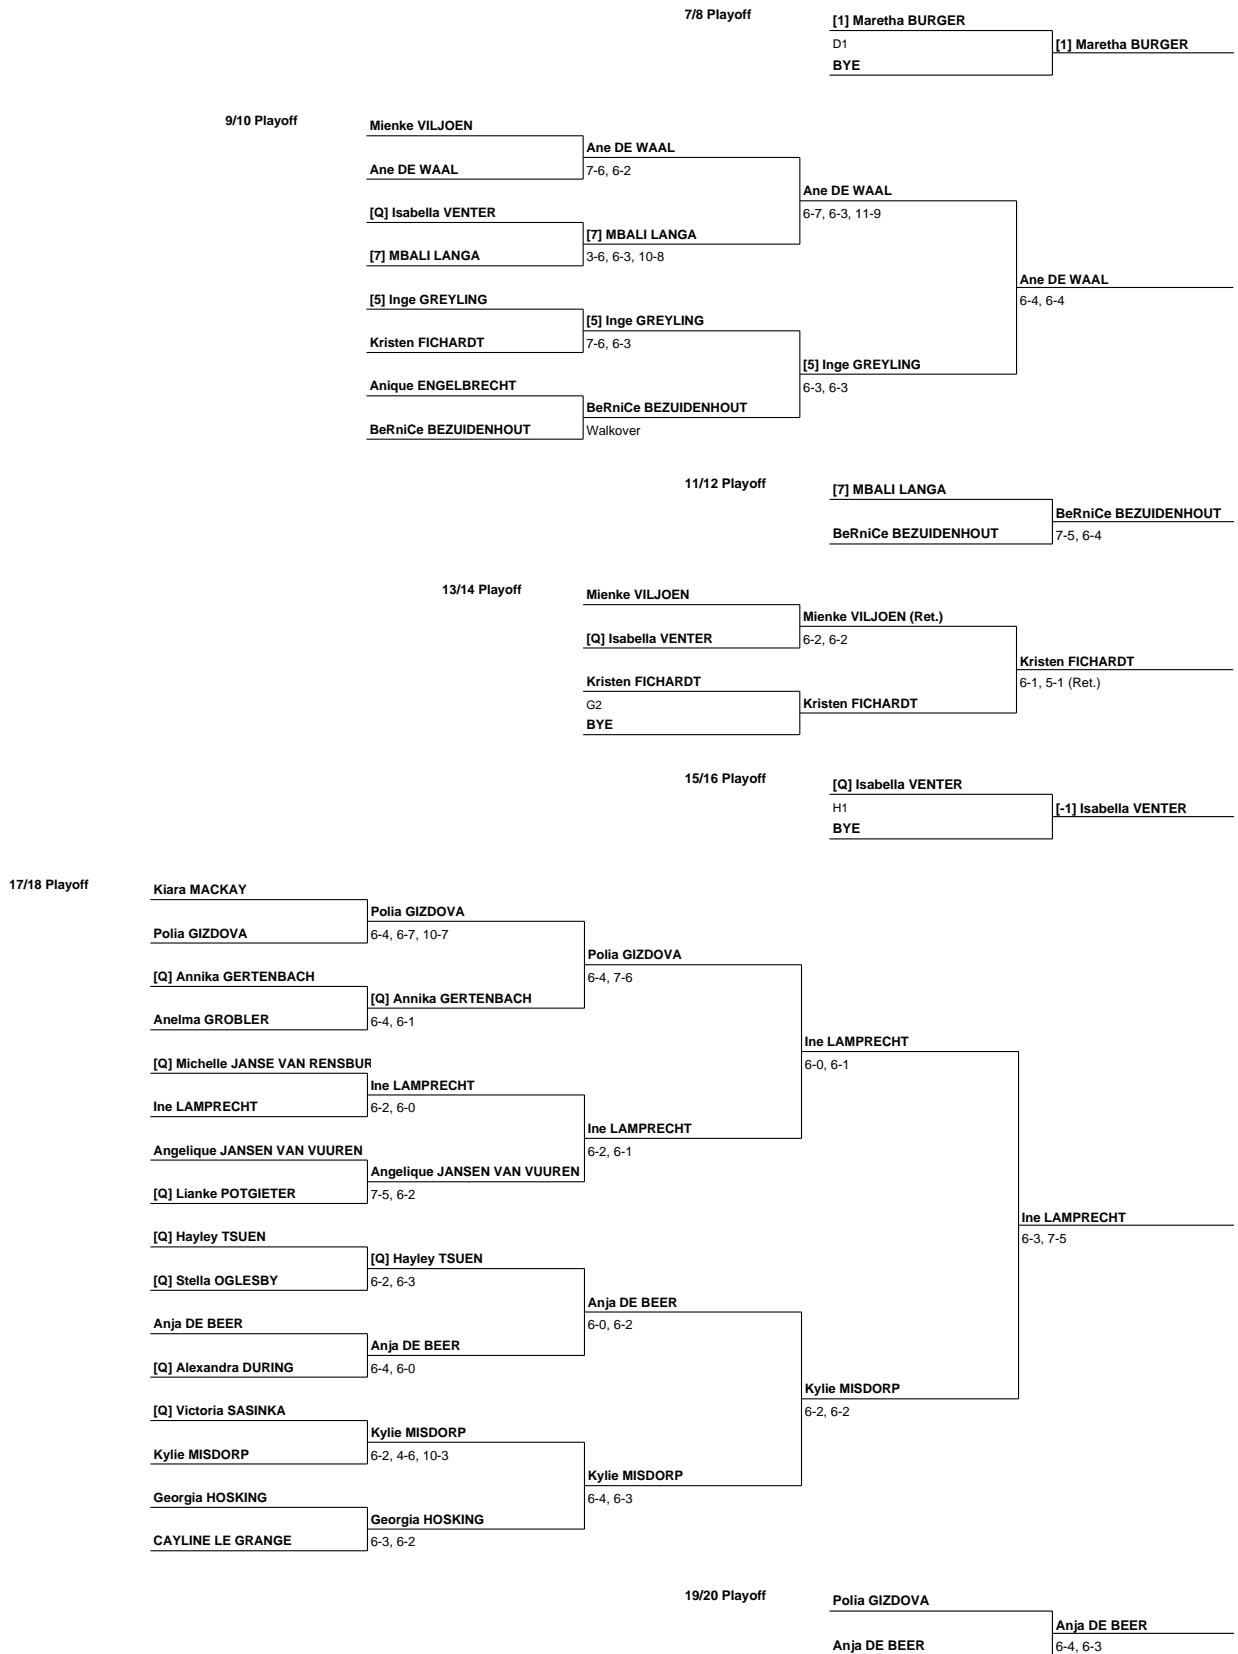 7/8 Playoff
[1] Maretha BURGER
D1
[1] Maretha BURGER
BYE
9/10 Playoff
Mienke VILJOEN
Ane DE WAAL
Ane DE WAAL
7-6, 6-2
Ane DE WAAL
[Q] Isabella VENTER
6-7, 6-3, 11-9
[7] MBALI LANGA
[7] MBALI LANGA
3-6, 6-3, 10-8
Ane DE WAAL
[5] Inge GREYLING
6-4, 6-4
[5] Inge GREYLING
Kristen FICHARDT
7-6, 6-3
[5] Inge GREYLING
Anique ENGELBRECHT
6-3, 6-3
BeRniCe BEZUIDENHOUT
BeRniCe BEZUIDENHOUT
Walkover
11/12 Playoff
[7] MBALI LANGA
BeRniCe BEZUIDENHOUT
BeRniCe BEZUIDENHOUT
7-5, 6-4
13/14 Playoff
Mienke VILJOEN
Mienke VILJOEN (Ret.)
[Q] Isabella VENTER
6-2, 6-2
Kristen FICHARDT
Kristen FICHARDT
6-1, 5-1 (Ret.)
G2
Kristen FICHARDT
BYE
15/16 Playoff
[Q] Isabella VENTER
H1
[-1] Isabella VENTER
BYE
17/18 Playoff
Kiara MACKAY
Polia GIZDOVA
Polia GIZDOVA
6-4, 6-7, 10-7
Polia GIZDOVA
[Q] Annika GERTENBACH
6-4, 7-6
[Q] Annika GERTENBACH
Anelma GROBLER
6-4, 6-1
Ine LAMPRECHT
[Q] Michelle JANSE VAN RENSBUR
6-0, 6-1
Ine LAMPRECHT
Ine LAMPRECHT
6-2, 6-0
Ine LAMPRECHT
Angelique JANSEN VAN VUUREN
6-2, 6-1
Angelique JANSEN VAN VUUREN
[Q] Lianke POTGIETER
7-5, 6-2
Ine LAMPRECHT
[Q] Hayley TSUEN
6-3, 7-5
[Q] Hayley TSUEN
[Q] Stella OGLESBY
6-2, 6-3
Anja DE BEER
Anja DE BEER
6-0, 6-2
Anja DE BEER
[Q] Alexandra DURING
6-4, 6-0
Kylie MISDORP
[Q] Victoria SASINKA
6-2, 6-2
Kylie MISDORP
Kylie MISDORP
6-2, 4-6, 10-3
Kylie MISDORP
Georgia HOSKING
6-4, 6-3
Georgia HOSKING
CAYLINE LE GRANGE
6-3, 6-2
19/20 Playoff
Polia GIZDOVA
Anja DE BEER
Anja DE BEER
6-4, 6-3